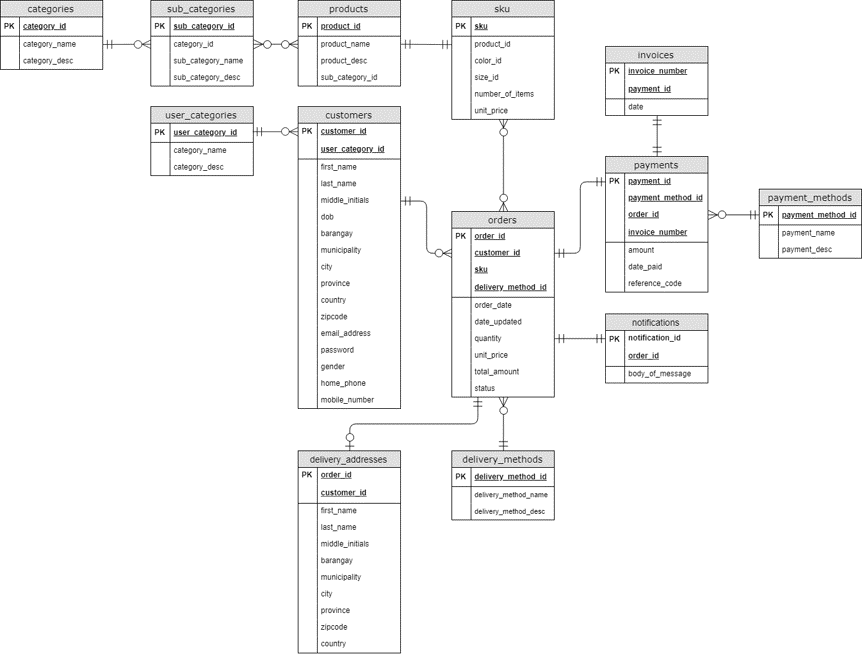 categories
PK category_id
category_name
category_desc
sub_categories
PK sub_category_id
category_id
sub_category_name
sub_category_desc
products
PK product_id
product_name
product_desc
sub_category_id
sku
PK sku
product_id
color_id
size_id
number_of_items
unit_price
invoices
PK invoice_number
payment_id
date
user_categories
PK user_category_id
category_name
category_desc
customers
PK customer_id
user_category_id
first_name
last_name
middle_initials
dob
barangay
municipality
city
province
country
zipcode
email_address
password
gender
home_phone
mobile_number
orders
PK order_id
customer_id
sku
delivery_method_id
order_date
date_updated
quantity
unit_price
total_amount
status
payments
PK payment_id
payment_method_id
order_id
invoice_number
amount
date_paid
reference_code
payment_methods
PK payment_method_id
payment_name
payment_desc
notifications
PK notification_id
order_id
body_of_message
delivery_addresses
PK order_id
customer_id
first_name
last_name
middle_initials
barangay
municipality
city
province
zipcode
country
delivery_methods
PK delivery_method_id
delivery_method_name
delivery_method_desc